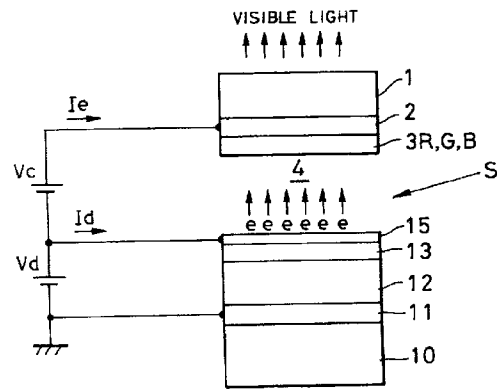 VISIBLE LIGHT
1
Ie
2
3R,G,B
4
Vc
S
Id
e e e e e e
15
13
Vd
12
11
10